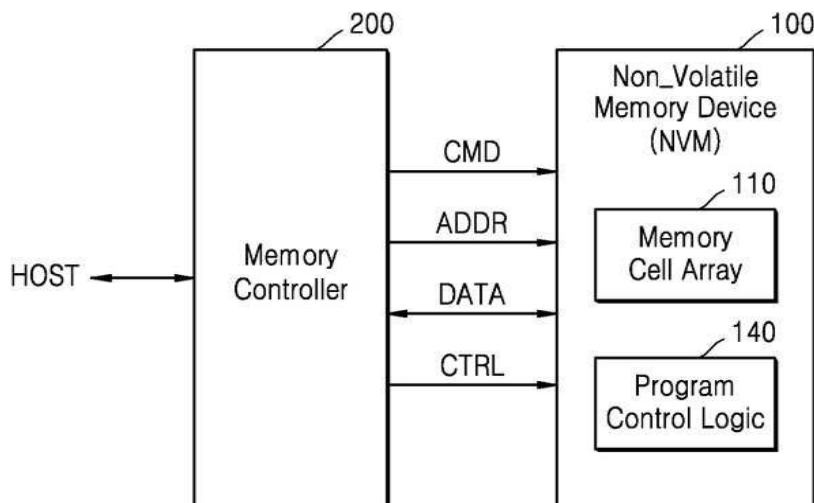 200
100
Non_Volatile
Memory Device
(NVM)
CMD
110
ADDR
Memory
Cell Array
HOST
Memory
Controller
DATA
140
CTRL
Program
Control Logic